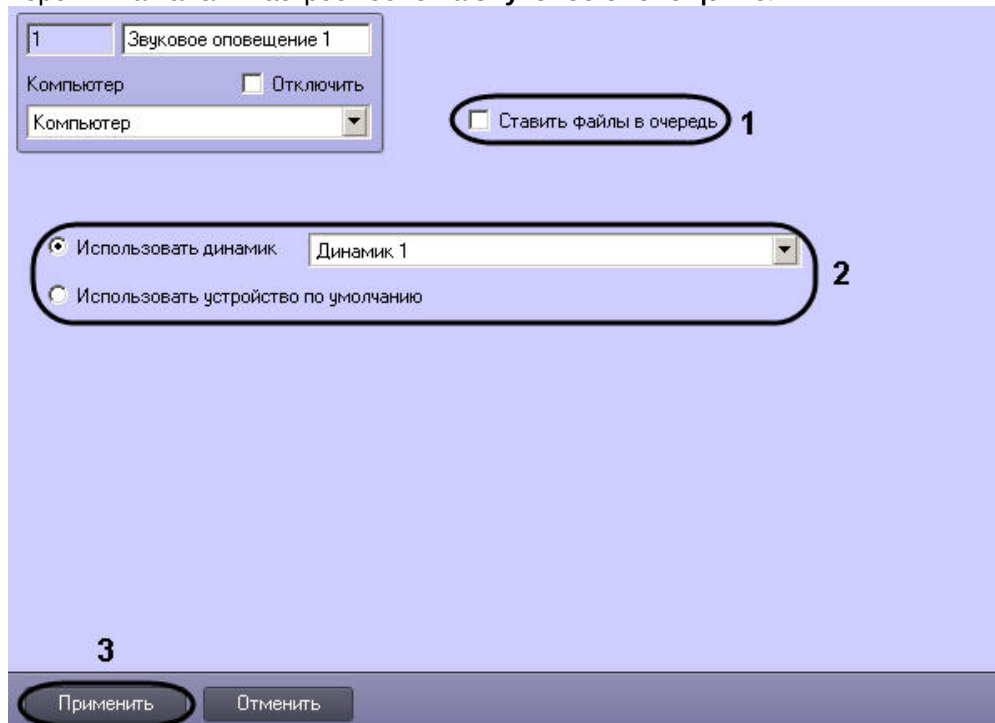 1 Звуковое оповещение 1
Компьютер Отключить
Компьютер
Ставить файлы в очередь 1
Использовать динамик Динамик 1
2
Использовать устройство по умолчанию
3
Применить Отменить